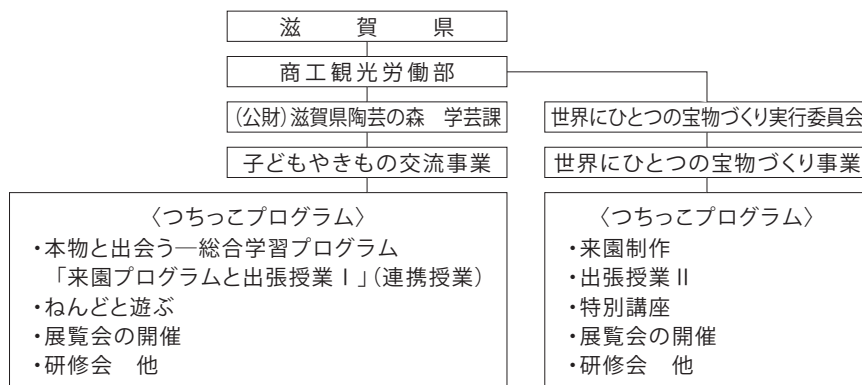 滋賀県
商工観光労働部
(公財)滋賀県陶芸の森　学芸課
子どもやきもの交流事業
〈つちっこプログラム〉
・本物と出会う―総合学習プログラム
「来園プログラムと出張授業Ⅰ」(連携授業)
・ねんどと遊ぶ
・展覧会の開催
・研修会　他
世界にひとつの宝物づくり実行委員会
世界にひとつの宝物づくり事業
〈つちっこプログラム〉
・来園制作
・出張授業Ⅱ
・特別講座
・展覧会の開催
・研修会　他